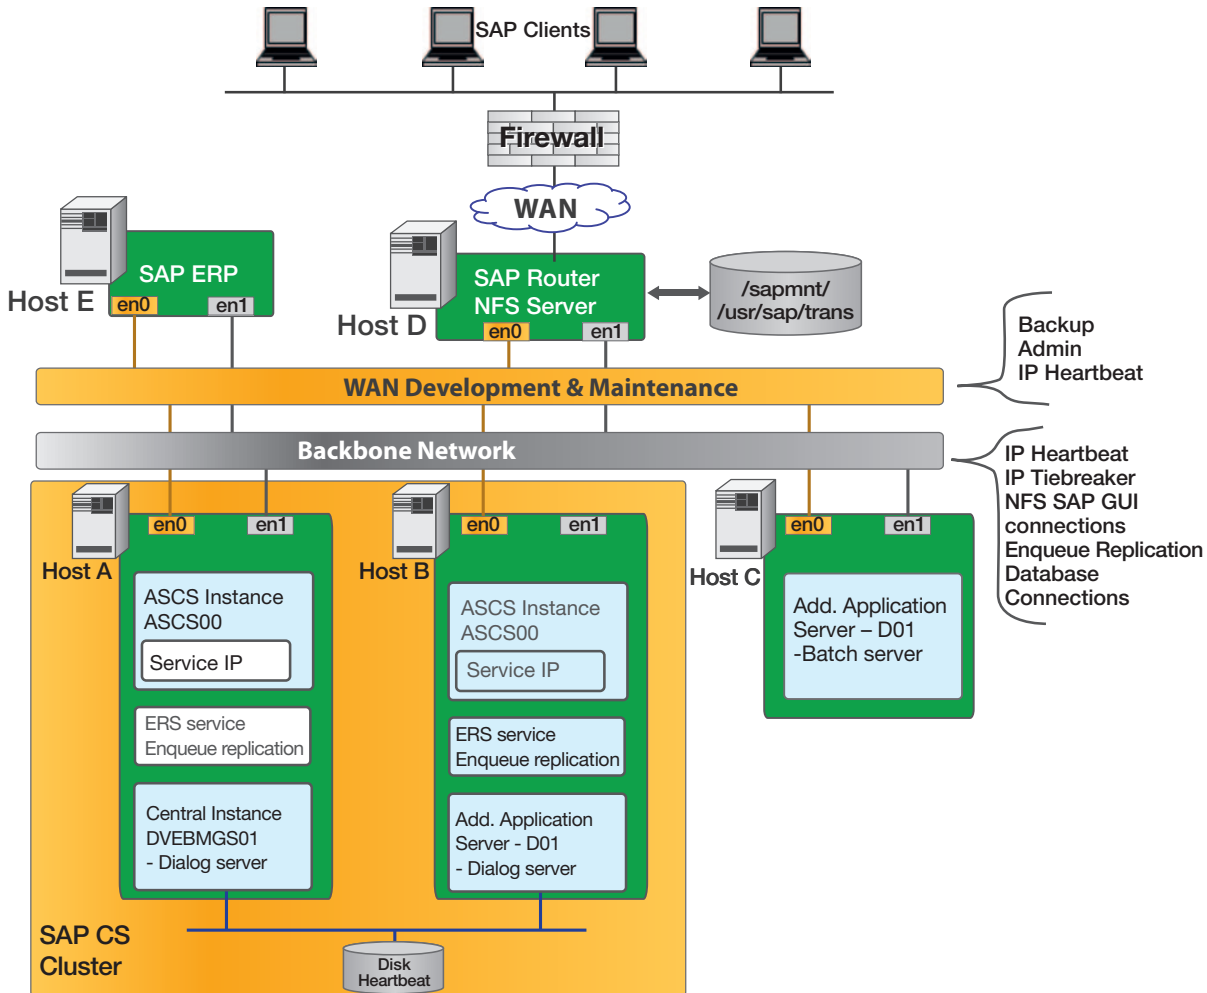 SAP Clients
Firewall
WAN
SAP ERP
Host E
en0
en1
SAP Router
NFS Server
Host D
en0
en1
/sapmnt/
/usr/sap/trans
Backup
Admin
IP Heartbeat
WAN Development & Maintenance
Backbone Network
IP Heartbeat
IP Tiebreaker
NFS SAP GUI
connections
Enqueue Replication
Database
Connections
Host A
en0
en1
ASCS Instance
ASCS00
Service IP
ERS service
Enqueue replication
Central Instance
DVEBMGS01
- Dialog server
Host B
en0
en1
ASCS Instance
ASCS00
Service IP
ERS service
Enqueue replication
Add. Application
Server - D01
- Dialog server
Host C
en0
en1
Add. Application
Server – D01
-Batch server
SAP CS
Cluster
Disk
Heartbeat